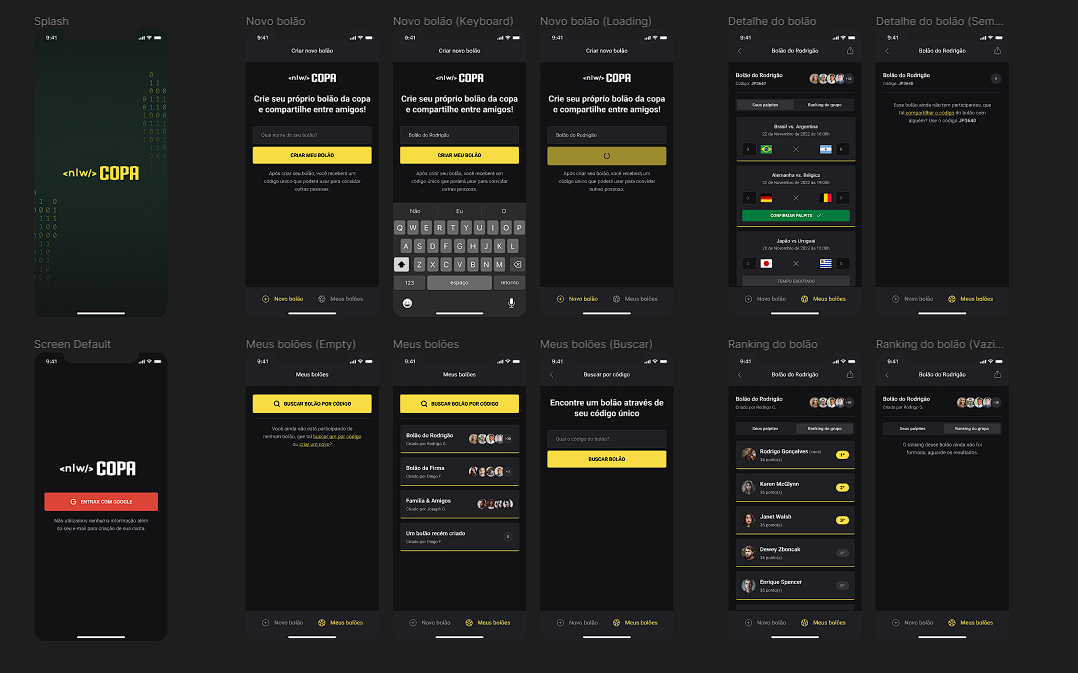 Splash
9:41
0
10
000
0111
0110
<nlw/> COPA
Novo bolão
9:41
Criar novo bolão
<nlw/> COPA
Crie seu próprio bolão da copa
e compartilhe entre amigos!
Qual nome do seu bolão?
CRIAR MEU BOLÃO
Após criar seu bolão, você receberá um
código único que poderá usar para convidar
outras pessoas.
Novo bolão
Meus bolões
Novo bolão (Keyboard)
9:41
Criar novo bolão
<nlw/> COPA
Crie seu próprio bolão da copa
e compartilhe entre amigos!
Bolão do Rodrigão
CRIAR MEU BOLÃO
Após criar seu bolão, você receberá um
código único que poderá usar para convidar
outras pessoas.
Não Eu O
Q W E R T Y U I O P
A S D F G H J K L
Z X C V B N M
123 espaço retorno
Novo bolão (Loading)
9:41
Criar novo bolão
<nlw/> COPA
Crie seu próprio bolão da copa
e compartilhe entre amigos!
Bolão do Rodrigão
Após criar seu bolão, você receberá um
código único que poderá usar para convidar
outras pessoas.
Novo bolão
Meus bolões
Detalhe do bolão
9:41
Bolão do Rodrigão
Bolão do Rodrigão
Código: JP3640
Seus palpites
Ranking do grupo
Brasil vs. Argentina
22 de Novembro de 2022 às 16:00h
Alemanha vs. Bélgica
22 de Novembro de 2022 às 19:00h
0 0
CONFIRMAR PALPITE
Japão vs Uruguai
20 de Novembro de 2022 às 10:00h
0 0
TEMPO ESGOTADO
Novo bolão
Meus bolões
Detalhe do bolão (Sem...
9:41
Bolão do Rodrigão
Bolão do Rodrigão
Código: JP3640
0
Esse bolão ainda não tem participantes, que
tal compartilhar o código do bolão com
alguém? Use o código JP3640
Novo bolão
Meus bolões
Screen Default
9:41
<nlw/> COPA
G ENTRAR COM GOOGLE
Não utilizamos nenhuma informação além
do seu e-mail para criação de sua conta.
Meus bolões (Empty)
9:41
Meus bolões
BUSCAR BOLÃO POR CÓDIGO
Você ainda não está participando de
nenhum bolão, que tal buscar um por código
ou criar um novo?
Novo bolão
Meus bolões
Meus bolões
9:41
Meus bolões
BUSCAR BOLÃO POR CÓDIGO
Bolão do Rodrigão
Criado por Rodrigo G.
Bolão da Firma
Criado por Diego F.
Família & Amigos
Criado por Joseph O.
Um bolão recém criado
Criado por Diego F.
0
Novo bolão
Meus bolões
Meus bolões (Buscar)
9:41
Buscar por código
Encontre um bolão através de
seu código único
Qual o código do bolão?
BUSCAR BOLÃO
Novo bolão
Meus bolões
Ranking do bolão
9:41
Bolão do Rodrigão
Bolão do Rodrigão
Criado por Rodrigo G.
Seus palpites
Ranking do grupo
Rodrigo Gonçalves (você)
36 ponto(s)
1º
Karen McGlynn
36 ponto(s)
2º
Janet Walsh
36 ponto(s)
3º
Dewey Zboncak
36 ponto(s)
4º
Enrique Spencer
36 ponto(s)
5º
Novo bolão
Meus bolões
Ranking do bolão (Vazi...
9:41
Bolão do Rodrigão
Bolão do Rodrigão
Criado por Rodrigo G.
Seus palpites
Ranking do grupo
O ranking desse bolão ainda não foi
formado, aguarde os resultados.
Novo bolão
Meus bolões